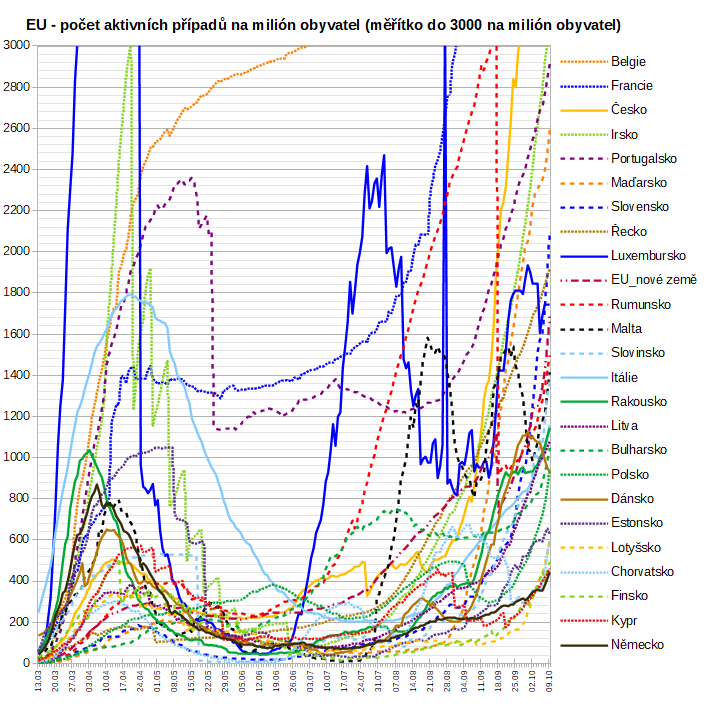 EU - počet aktivních případů na milión obyvatel (měřítko do 3000 na milión obyvatel)
3000
2800
2600
2400
2200
2000
1800
1600
1400
1200
1000
800
600
400
200
0
13.03
20.03
27.03
03.04
10.04
17.04
24.04
01.05
08.05
15.05
22.05
29.05
05.06
12.06
19.06
26.06
03.07
10.07
17.07
24.07
31.07
07.08
14.08
21.08
28.08
04.09
11.09
18.09
25.09
02.10
09.10
Belgie
Francie
Česko
Irsko
Portugalsko
Maďarsko
Slovensko
Řecko
Luxembursko
EU_nové země
Rumunsko
Malta
Slovinsko
Itálie
Rakousko
Litva
Bulharsko
Polsko
Dánsko
Estonsko
Lotyšsko
Chorvatsko
Finsko
Kypr
Německo